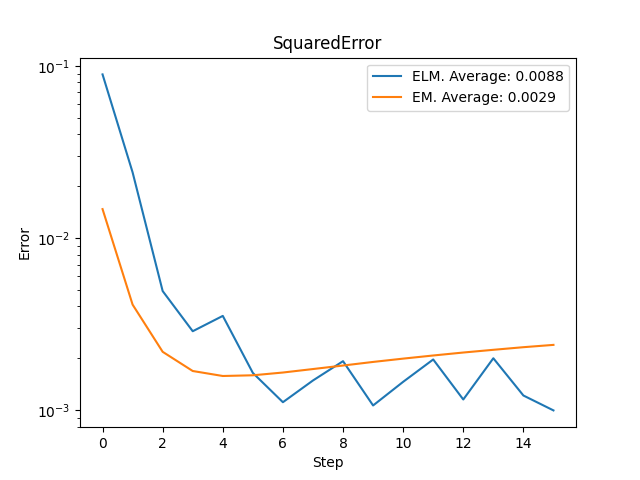 SquaredError
ELM. Average: 0.0088
EM. Average: 0.0029
Error
10⁻¹
10⁻²
10⁻³
0 2 4 6 8 10 12 14
Step